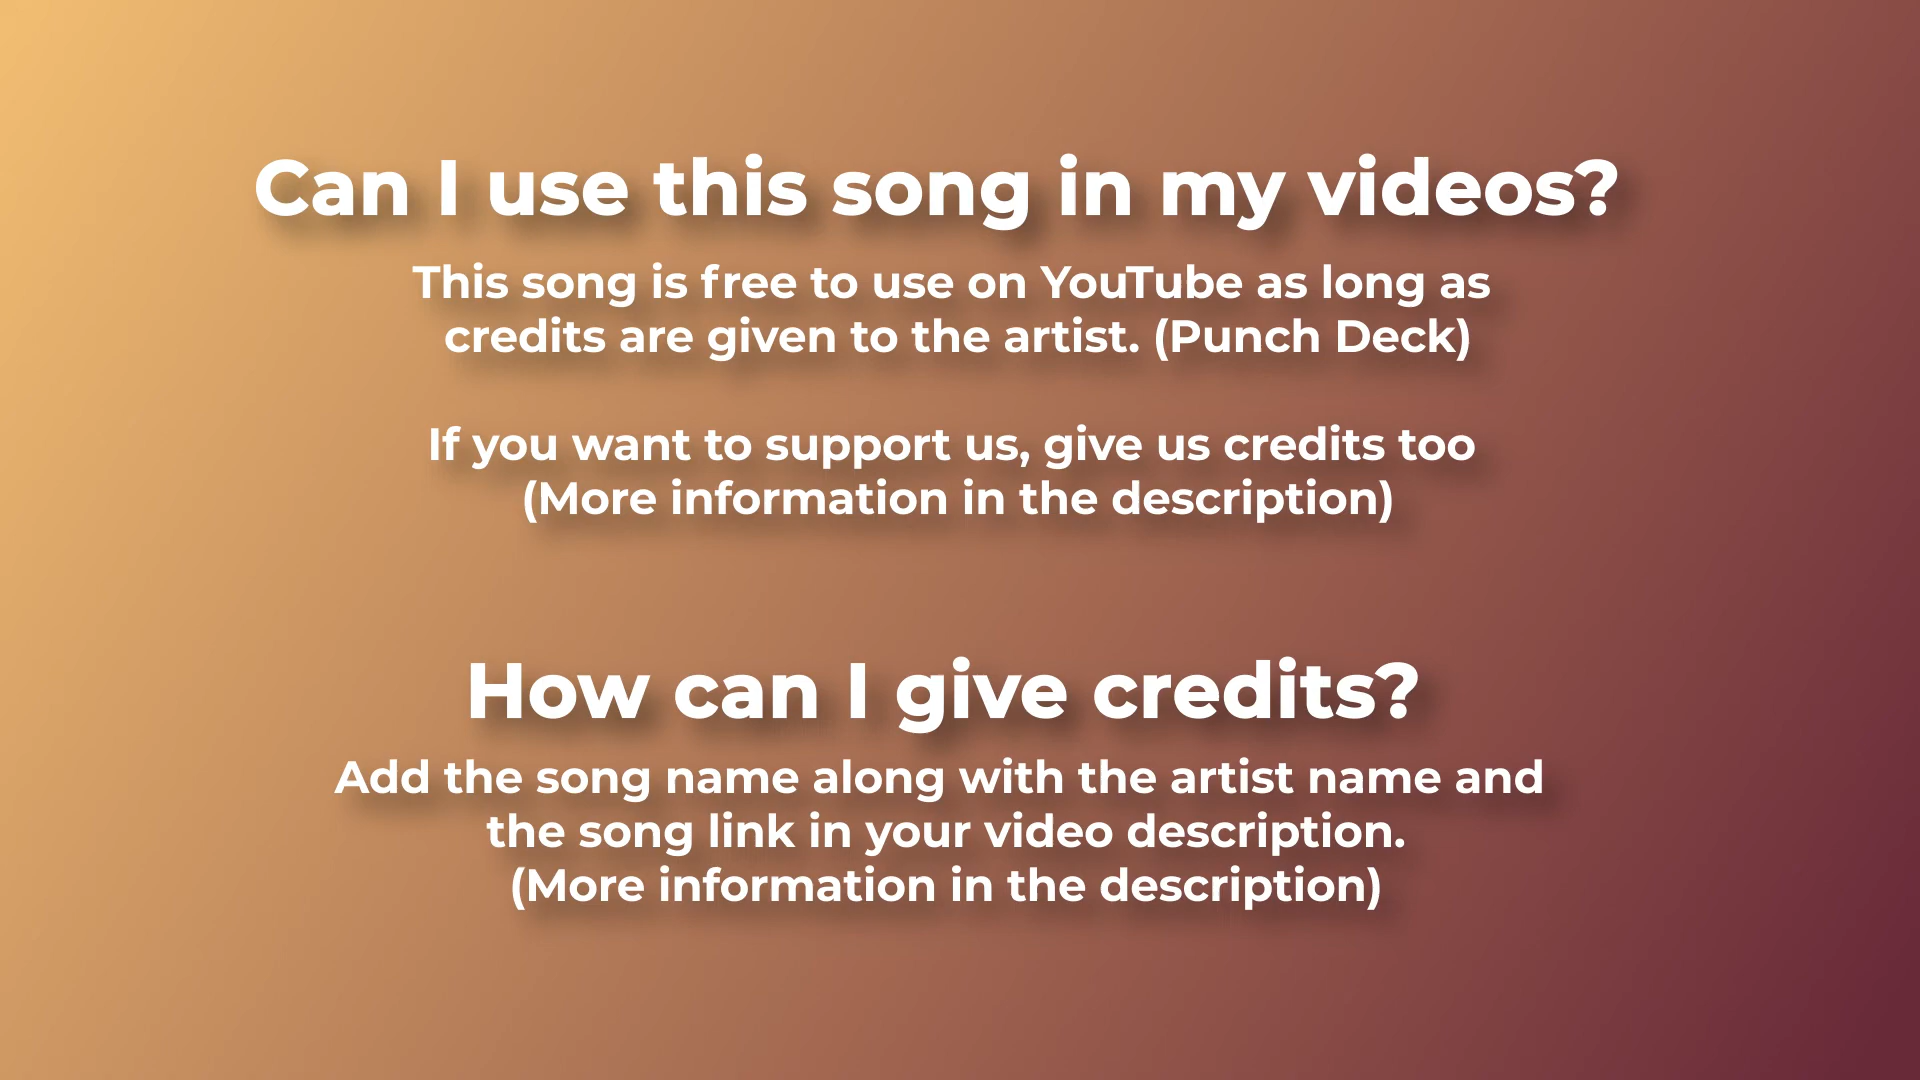 Can I use this song in my videos?
This song is free to use on YouTube as long as
credits are given to the artist. (Punch Deck)
If you want to support us, give us credits too
(More information in the description)
How can I give credits?
Add the song name along with the artist name and
the song link in your video description.
(More information in the description)